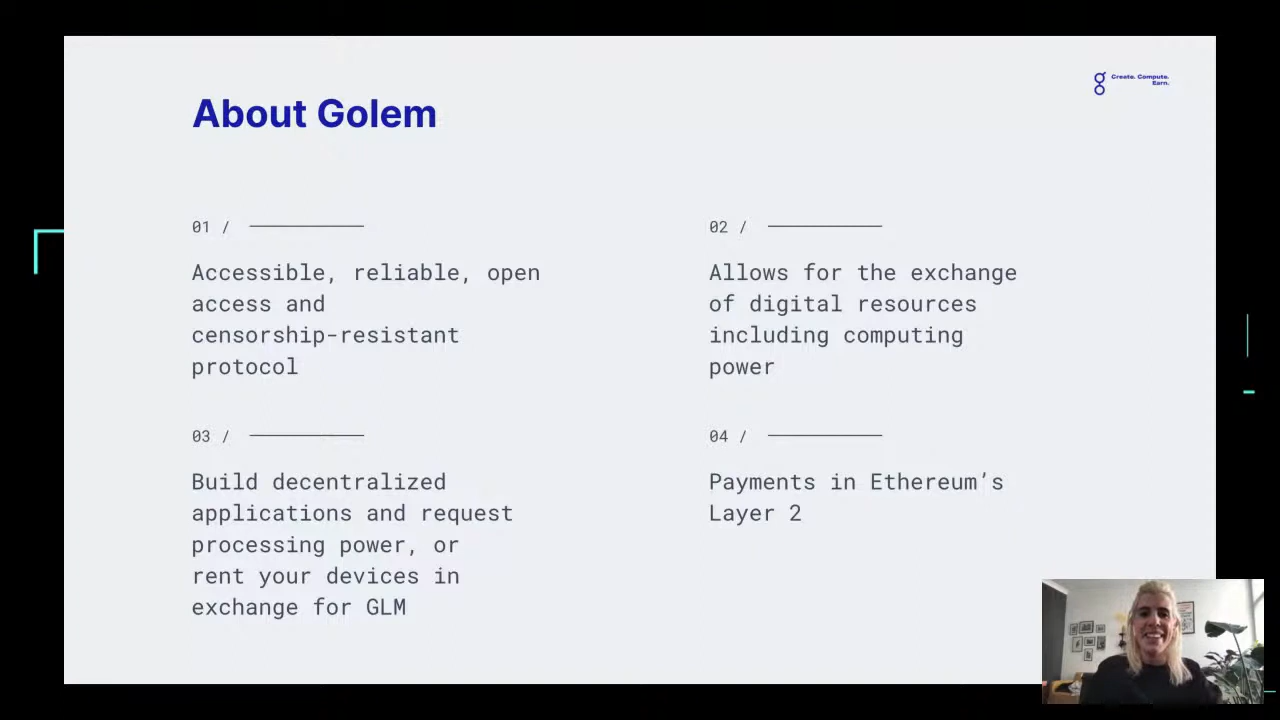 About Golem
Create. Compute.
Earn.
01 /
Accessible, reliable, open
access and
censorship-resistant
protocol
02 /
Allows for the exchange
of digital resources
including computing
power
03 /
Build decentralized
applications and request
processing power, or
rent your devices in
exchange for GLM
04 /
Payments in Ethereum’s
Layer 2